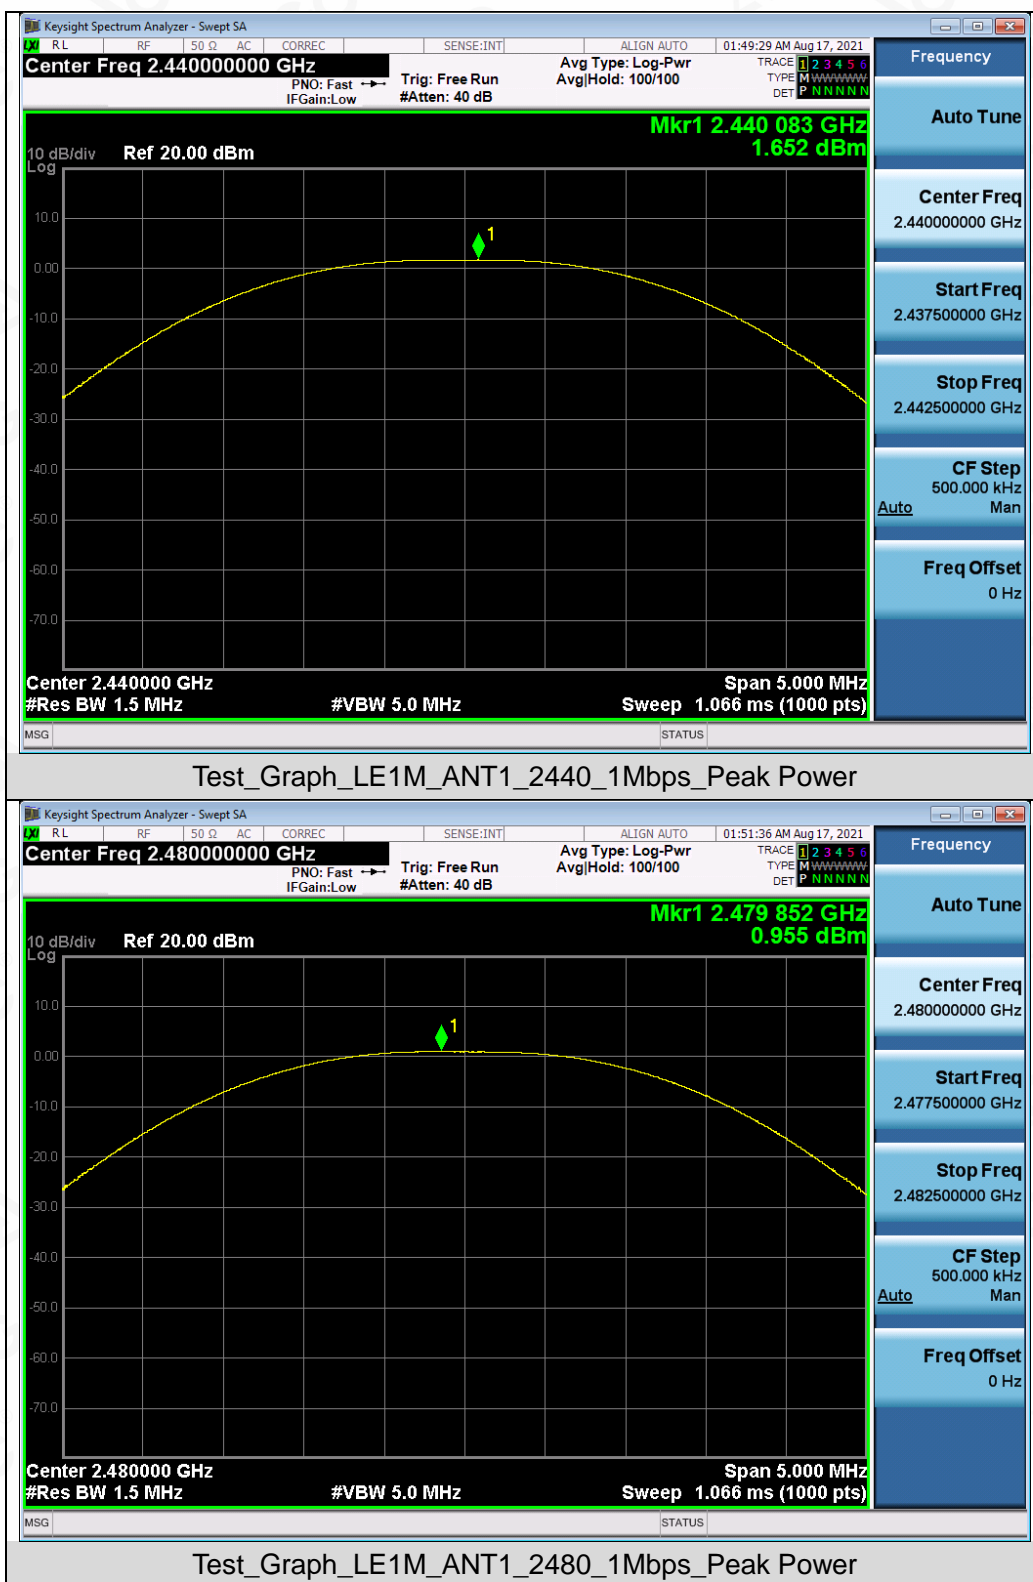 Keysight Spectrum Analyzer - Swept SA
LXI RL RF 50 Ω AC CORREC SENSE:INT ALIGN AUTO 01:49:29 AM Aug 17, 2021
Center Freq 2.440000000 GHz
PNO: Fast
IFGain:Low
Trig: Free Run
#Atten: 40 dB
Avg Type: Log-Pwr
Avg|Hold: 100/100
TRACE 1 2 3 4 5 6
TYPE M WWWWW
DET P N N N N N
Frequency
Mkr1 2.440 083 GHz
1.652 dBm
10 dB/div Ref 20.00 dBm
Log
10.0
0.00
-10.0
-20.0
-30.0
-40.0
-50.0
-60.0
-70.0
1
Center 2.440000 GHz Span 5.000 MHz
#Res BW 1.5 MHz #VBW 5.0 MHz Sweep 1.066 ms (1000 pts)
Auto Tune
Center Freq
2.440000000 GHz
Start Freq
2.437500000 GHz
Stop Freq
2.442500000 GHz
CF Step
500.000 kHz
Auto Man
Freq Offset
0 Hz
MSG STATUS
Test_Graph_LE1M_ANT1_2440_1Mbps_Peak Power
Keysight Spectrum Analyzer - Swept SA
LXI RL RF 50 Ω AC CORREC SENSE:INT ALIGN AUTO 01:51:36 AM Aug 17, 2021
Center Freq 2.480000000 GHz
PNO: Fast
IFGain:Low
Trig: Free Run
#Atten: 40 dB
Avg Type: Log-Pwr
Avg|Hold: 100/100
TRACE 1 2 3 4 5 6
TYPE M WWWWW
DET P N N N N N
Frequency
Mkr1 2.479 852 GHz
0.955 dBm
10 dB/div Ref 20.00 dBm
Log
10.0
0.00
-10.0
-20.0
-30.0
-40.0
-50.0
-60.0
-70.0
1
Center 2.480000 GHz Span 5.000 MHz
#Res BW 1.5 MHz #VBW 5.0 MHz Sweep 1.066 ms (1000 pts)
Auto Tune
Center Freq
2.480000000 GHz
Start Freq
2.477500000 GHz
Stop Freq
2.482500000 GHz
CF Step
500.000 kHz
Auto Man
Freq Offset
0 Hz
MSG STATUS
Test_Graph_LE1M_ANT1_2480_1Mbps_Peak Power